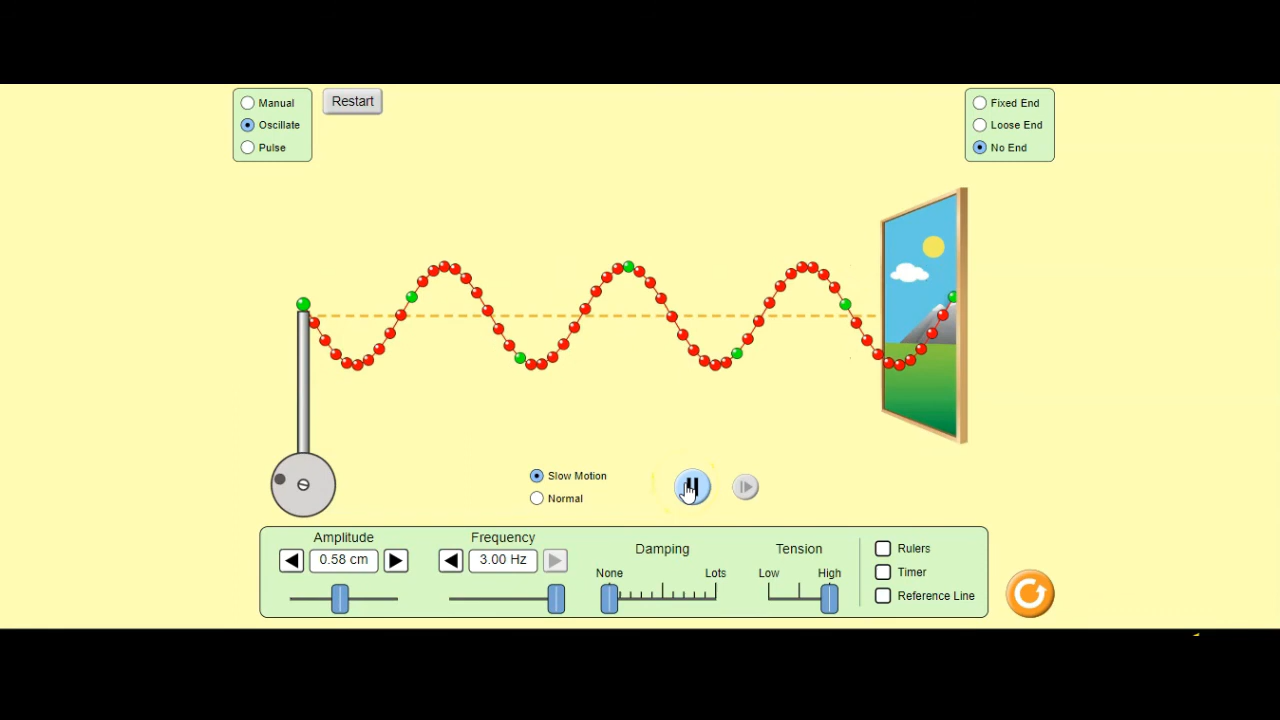 Manual
Oscillate
Pulse
Restart
Fixed End
Loose End
No End
Slow Motion
Normal
Amplitude
0.58 cm
Frequency
3.00 Hz
Damping
None Lots
Tension
Low High
Rulers
Timer
Reference Line